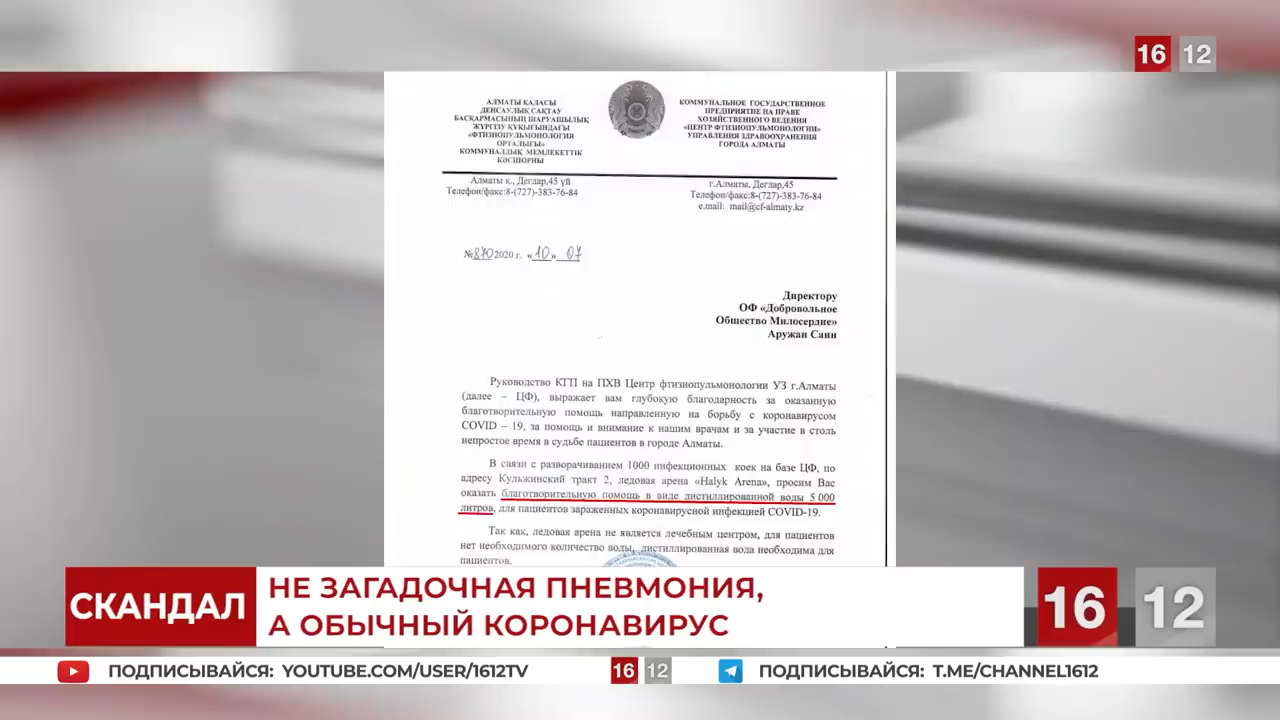 16 12
АЛМАТЫ ҚАЛАСЫ
ДЕНСАУЛЫҚ САҚТАУ
БАСҚАРМАСЫНЫҢ ШАРУАШЫЛЫҚ
ЖҮРГІЗУ ҚҰҚЫҒЫНДАҒЫ
«ФТИЗИОПУЛЬМОНОЛОГИЯ
ОРТАЛЫҒЫ»
КОММУНАЛДЫҚ МЕМЛЕКЕТТІК
КӘСІПОРНЫ
Алматы қ., Деглар,45 үй
Телефон/факс:8-(727)-383-76-84
КОММУНАЛЬНОЕ ГОСУДАРСТВЕННОЕ
ПРЕДПРИЯТИЕ НА ПРАВЕ
ХОЗЯЙСТВЕННОГО ВЕДЕНИЯ
«ЦЕНТР ФТИЗИОПУЛЬМОНОЛОГИИ»
УПРАВЛЕНИЯ ЗДРАВООХРАНЕНИЯ
ГОРОДА АЛМАТЫ
г.Алматы, Деглар,45
Телефон/факс:8-(727)-383-76-84
e.mail: mail@cf-almaty.kz
№870 2020 г. «10» 07
Директору
ОФ «Добровольное
Общество Милосердие»
Аружан Саин
Руководство КГП на ПХВ Центр фтизиопульмонологии УЗ г.Алматы
(далее – ЦФ), выражает вам глубокую благодарность за оказанную
благотворительную помощь направленную на борьбу с коронавирусом
COVID – 19, за помощь и внимание к нашим врачам и за участие в столь
непростое время в судьбе пациентов в городе Алматы.
В связи с разворачиванием 1000 инфекционных коек на базе ЦФ, по
адресу Кульжинский тракт 2, ледовая арена «Halyk Arena», просим Вас
оказать благотворительную помощь в виде дистиллированной воды 5 000
литров, для пациентов зараженных коронавирусной инфекцией COVID-19.
Так как, ледовая арена не является лечебным центром, для пациентов
нет необходимого количество воды, дистиллированная вода необходима для
пациентов.
СКАНДАЛ
НЕ ЗАГАДОЧНАЯ ПНЕВМОНИЯ,
А ОБЫЧНЫЙ КОРОНАВИРУС
16 12
ПОДПИСЫВАЙСЯ: YOUTUBE.COM/USER/1612TV
16 12
ПОДПИСЫВАЙСЯ: T.ME/CHANNEL1612